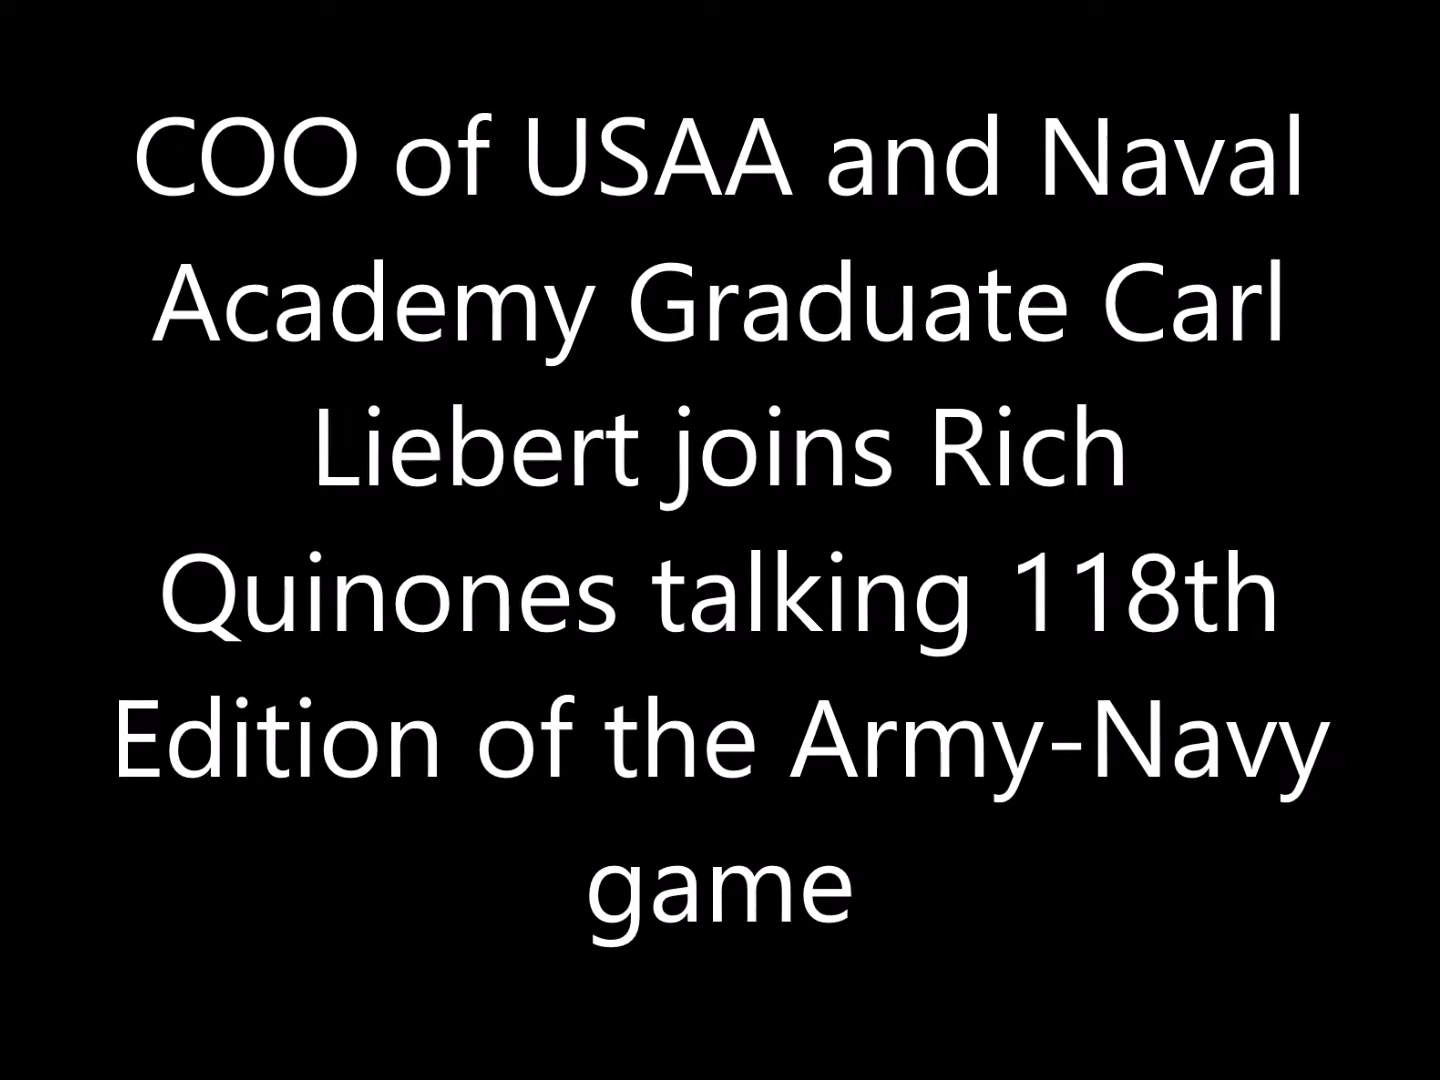 COO of USAA and Naval
Academy Graduate Carl
Liebert joins Rich
Quinones talking 118th
Edition of the Army-Navy
game